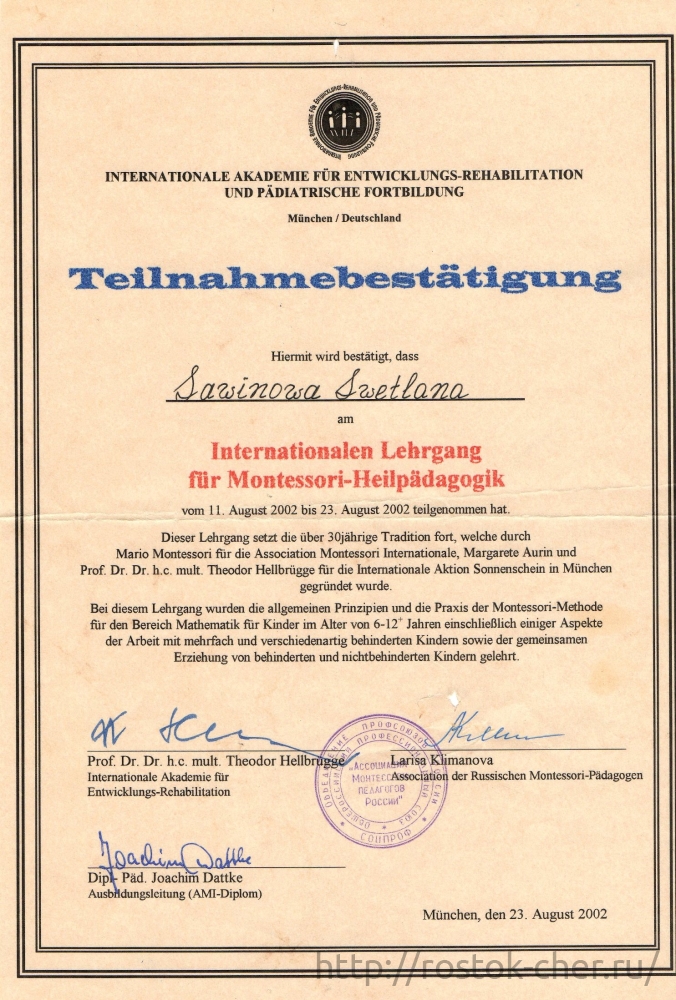 INTERNATIONALE AKADEMIE FÜR ENTWICKLUNGS-REHABILITATION
UND PÄDIATRISCHE FORTBILDUNG
München / Deutschland
Teilnahmebestätigung
Hiermit wird bestätigt, dass
Sawinowa Swetlana
am
Internationalen Lehrgang
für Montessori-Heilpädagogik
vom 11. August 2002 bis 23. August 2002 teilgenommen hat.
Dieser Lehrgang setzt die über 30jährige Tradition fort, welche durch
Mario Montessori für die Association Montessori Internationale, Margarete Aurin und
Prof. Dr. Dr. h.c. mult. Theodor Hellbrügge für die Internationale Aktion Sonnenschein in München
gegründet wurde.
Bei diesem Lehrgang wurden die allgemeinen Prinzipien und die Praxis der Montessori-Methode
für den Bereich Mathematik für Kinder im Alter von 6-12⁺ Jahren einschließlich einiger Aspekte
der Arbeit mit mehrfach und verschiedenartig behinderten Kindern sowie der gemeinsamen
Erziehung von behinderten und nichtbehinderten Kindern gelehrt.
Prof. Dr. Dr. h.c. mult. Theodor Hellbrügge
Internationale Akademie für
Entwicklungs-Rehabilitation
Larisa Klimanova
Association der Russischen Montessori-Pädagogen
"АССОЦИАЦИЯ
МОНТЕССОРИ
ПЕДАГОГОВ
РОССИИ"
СОЦПРОФ
Joachim Dattke
Dipl- Päd. Joachim Dattke
Ausbildungsleitung (AMI-Diplom)
München, den 23. August 2002
http://rostok-cher.ru/